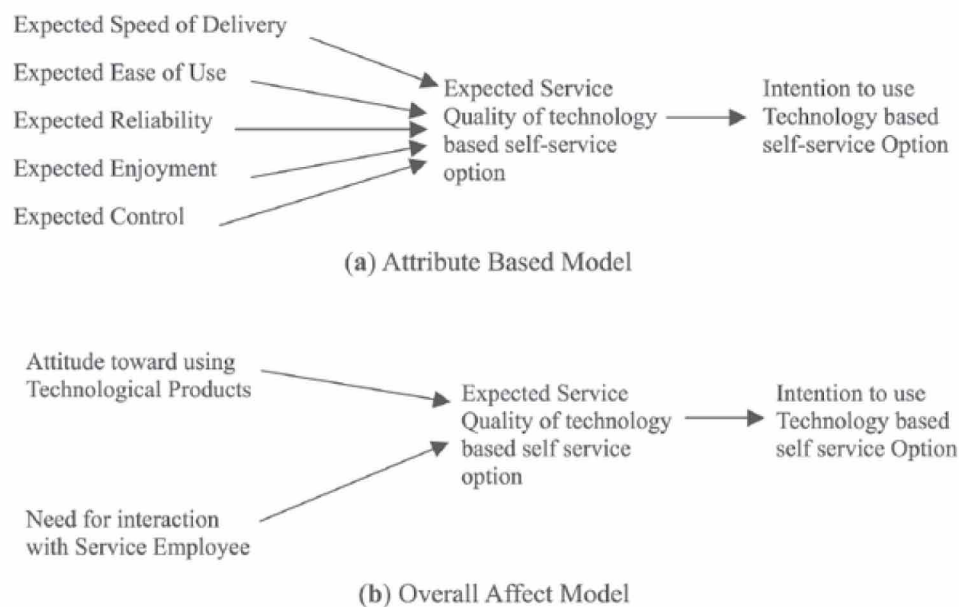 Expected Speed of Delivery
Expected Ease of Use
Expected Reliability
Expected Enjoyment
Expected Control
Expected Service
Quality of technology
based self-service
option
Intention to use
Technology based
self-service Option
(a) Attribute Based Model
Attitude toward using
Technological Products
Need for interaction
with Service Employee
Expected Service
Quality of technology
based self service
option
Intention to use
Technology based
self service Option
(b) Overall Affect Model